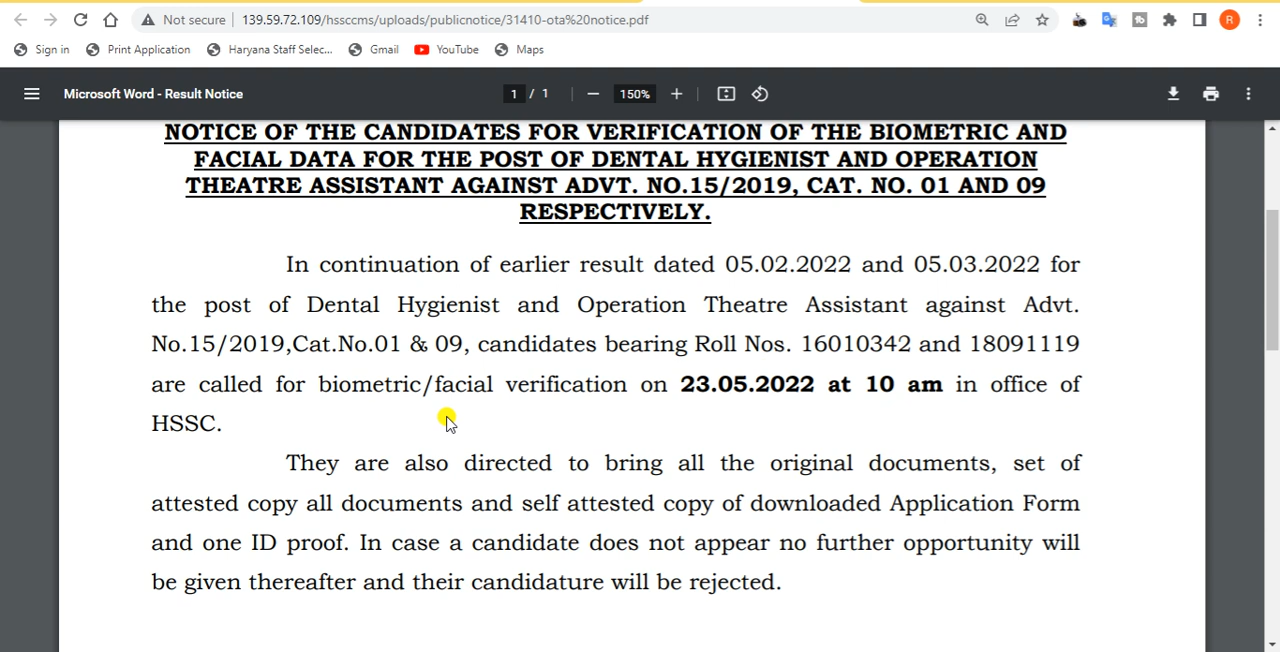 Not secure | 139.59.72.109/hssccms/uploads/publicnotice/31410-ota%20notice.pdf
R
Sign in Print Application Haryana Staff Selec... Gmail YouTube Maps
Microsoft Word - Result Notice 1 / 1 150%
NOTICE OF THE CANDIDATES FOR VERIFICATION OF THE BIOMETRIC AND
FACIAL DATA FOR THE POST OF DENTAL HYGIENIST AND OPERATION
THEATRE ASSISTANT AGAINST ADVT. NO.15/2019, CAT. NO. 01 AND 09
RESPECTIVELY.
In continuation of earlier result dated 05.02.2022 and 05.03.2022 for
the post of Dental Hygienist and Operation Theatre Assistant against Advt.
No.15/2019,Cat.No.01 & 09, candidates bearing Roll Nos. 16010342 and 18091119
are called for biometric/facial verification on 23.05.2022 at 10 am in office of
HSSC.
They are also directed to bring all the original documents, set of
attested copy all documents and self attested copy of downloaded Application Form
and one ID proof. In case a candidate does not appear no further opportunity will
be given thereafter and their candidature will be rejected.